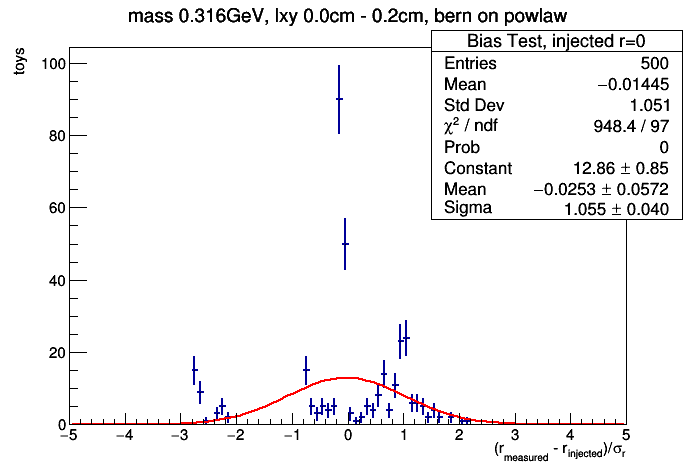 mass 0.316GeV, lxy 0.0cm - 0.2cm, bern on powlaw
Bias Test, injected r=0
Entries 500
Mean −0.01445
Std Dev 1.051
χ² / ndf 948.4 / 97
Prob 0
Constant 12.86 ± 0.85
Mean −0.0253 ± 0.0572
Sigma 1.055 ± 0.040
toys
100
80
60
40
20
0
−5 −4 −3 −2 −1 0 1 2 3 4 5
(r_measured - r_injected)/σ_r